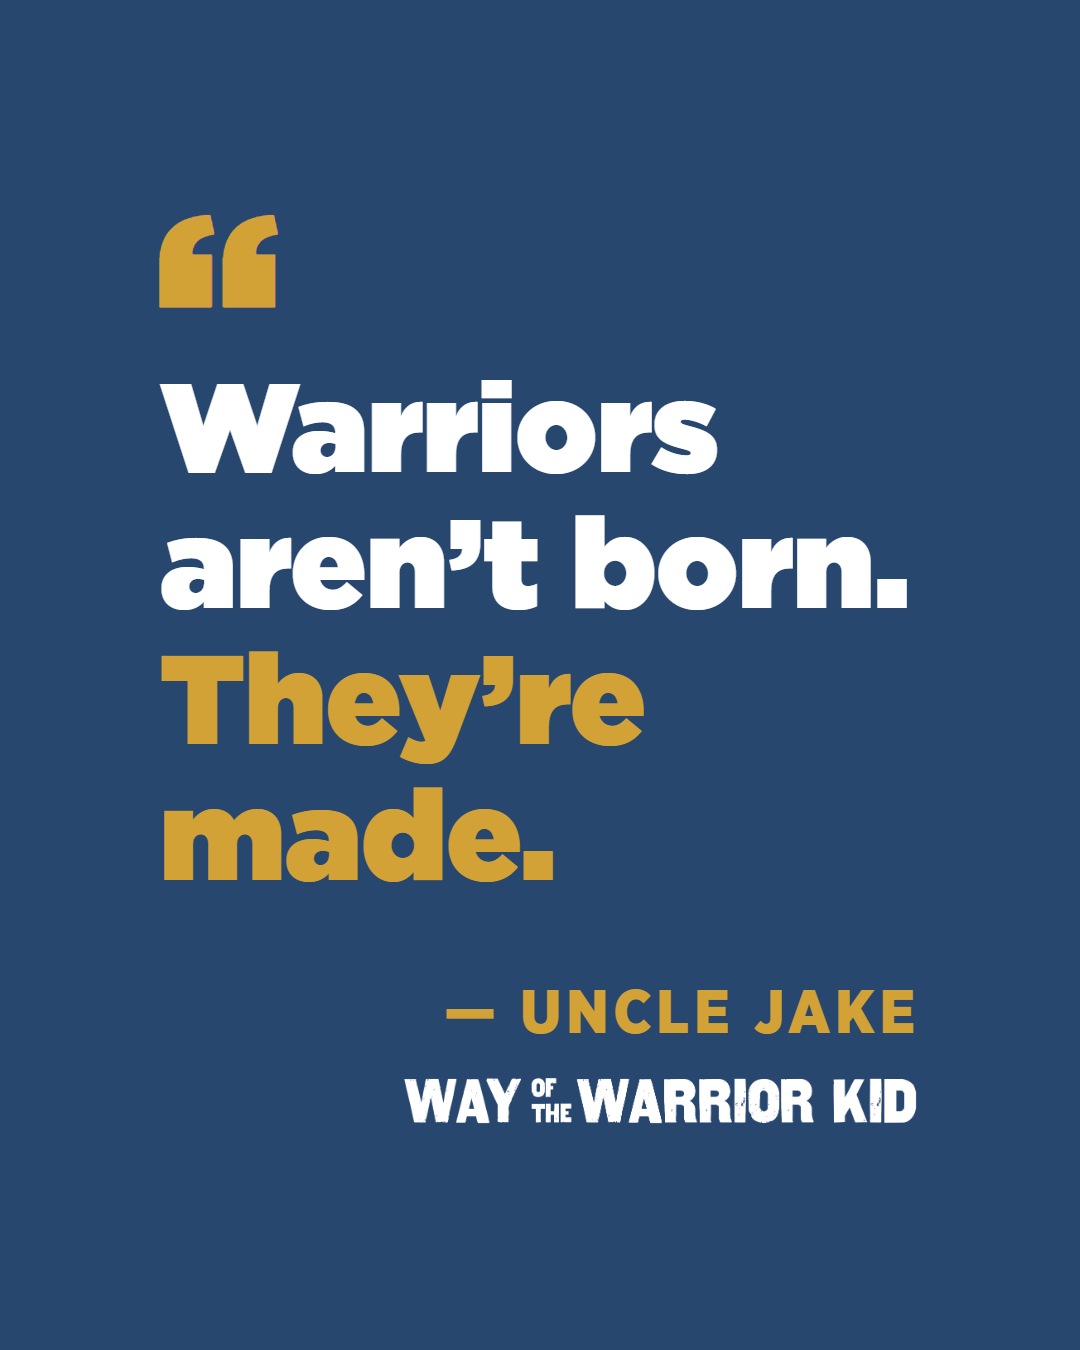 “
Warriors
aren’t born.
They’re
made.
— UNCLE JAKE
WAY OF THE WARRIOR KID